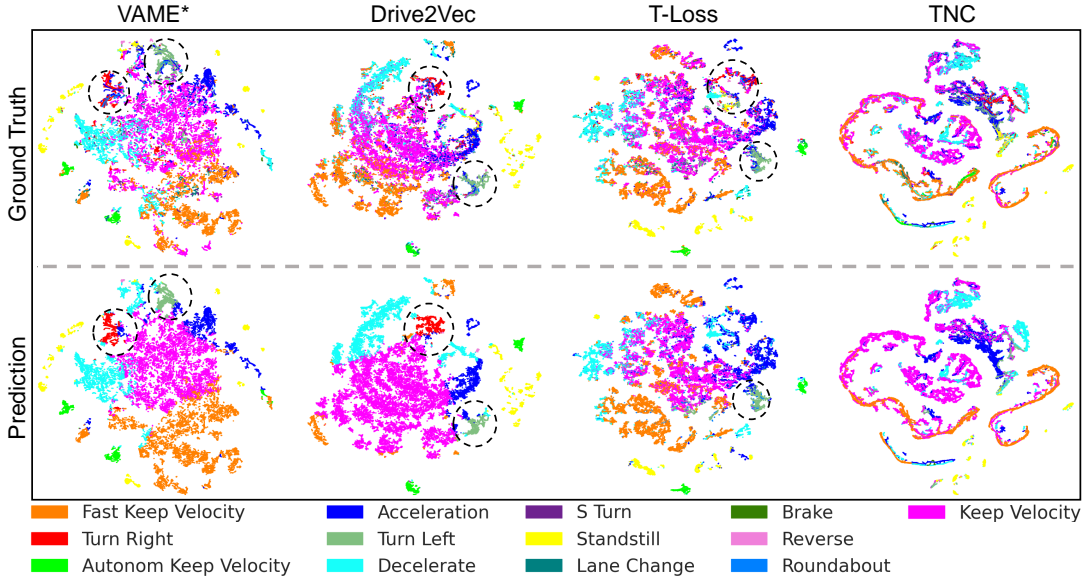 VAME* Drive2Vec T-Loss TNC
Ground Truth
Prediction
Fast Keep Velocity Acceleration S Turn Brake Keep Velocity
Turn Right Turn Left Standstill Reverse
Autonom Keep Velocity Decelerate Lane Change Roundabout